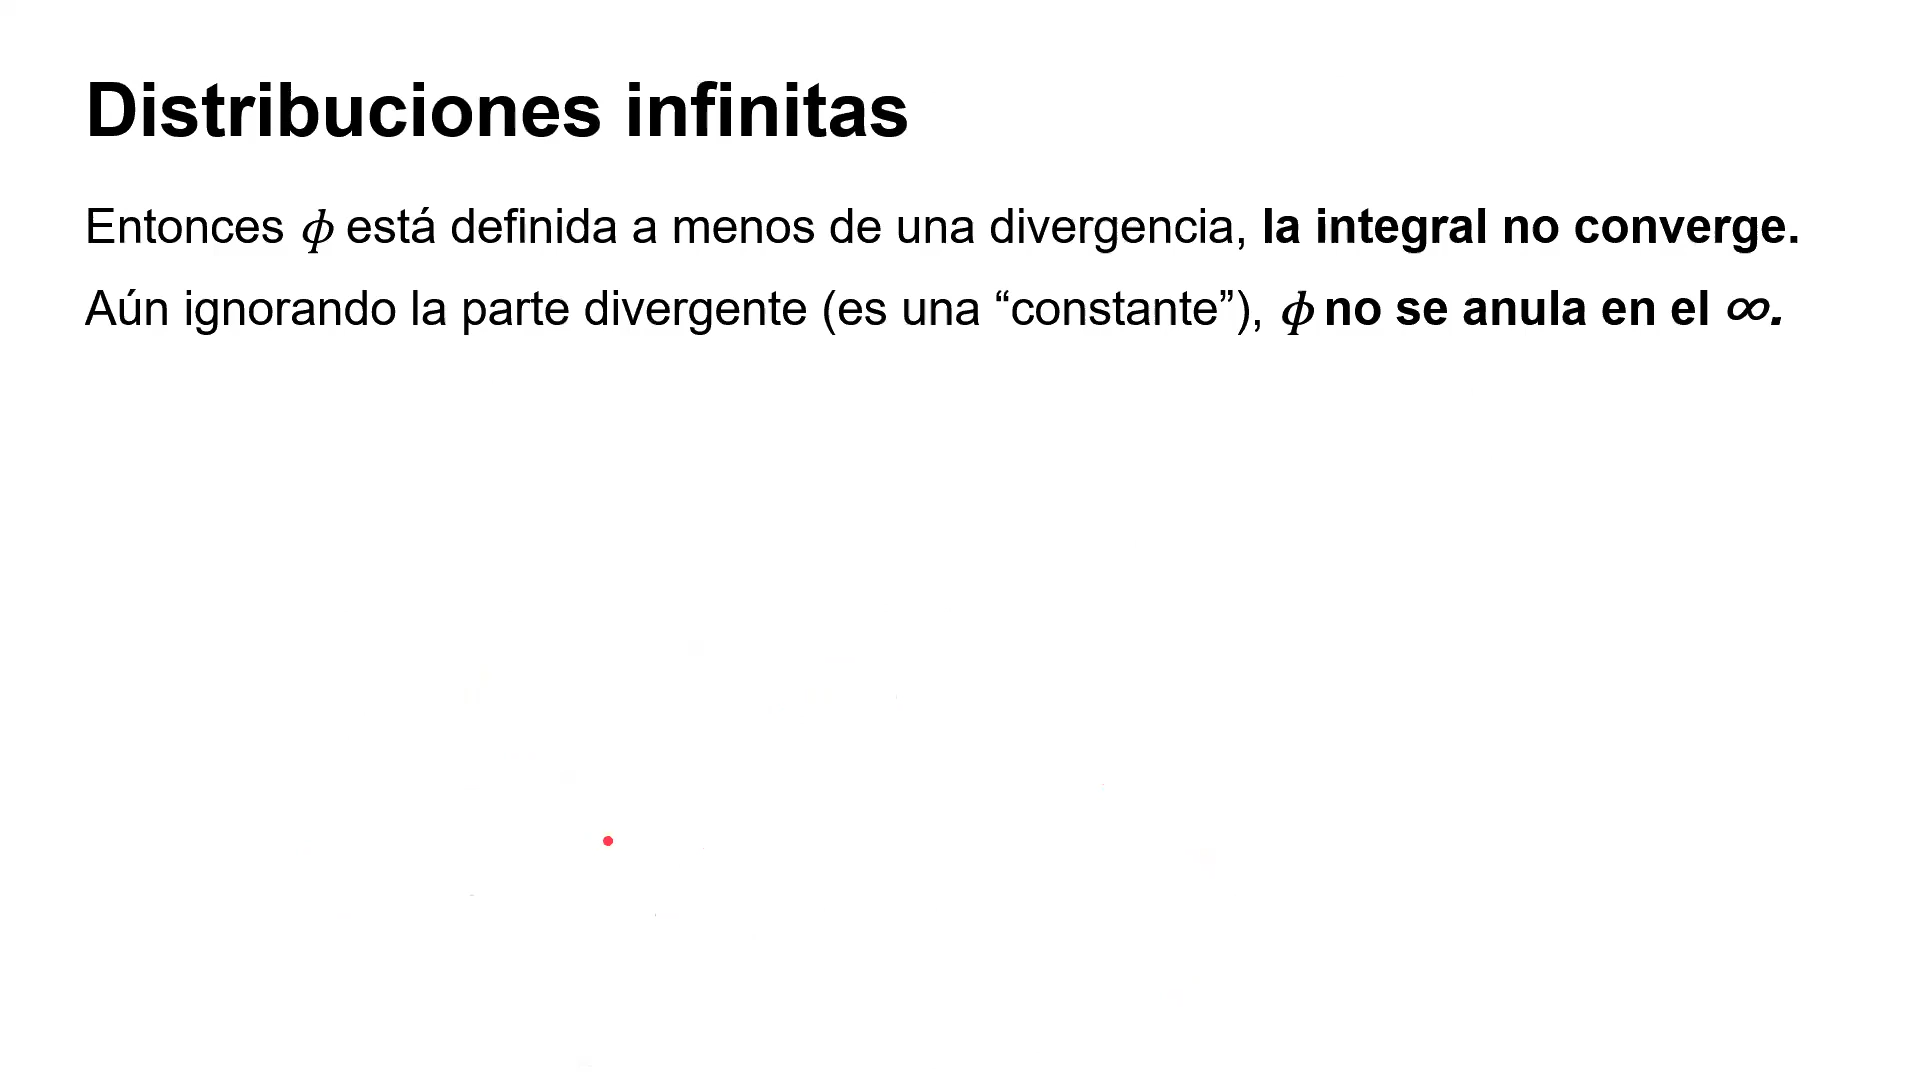 Distribuciones infinitas
Entonces ϕ está definida a menos de una divergencia, la integral no converge.
Aún ignorando la parte divergente (es una “constante”), ϕ no se anula en el ∞.